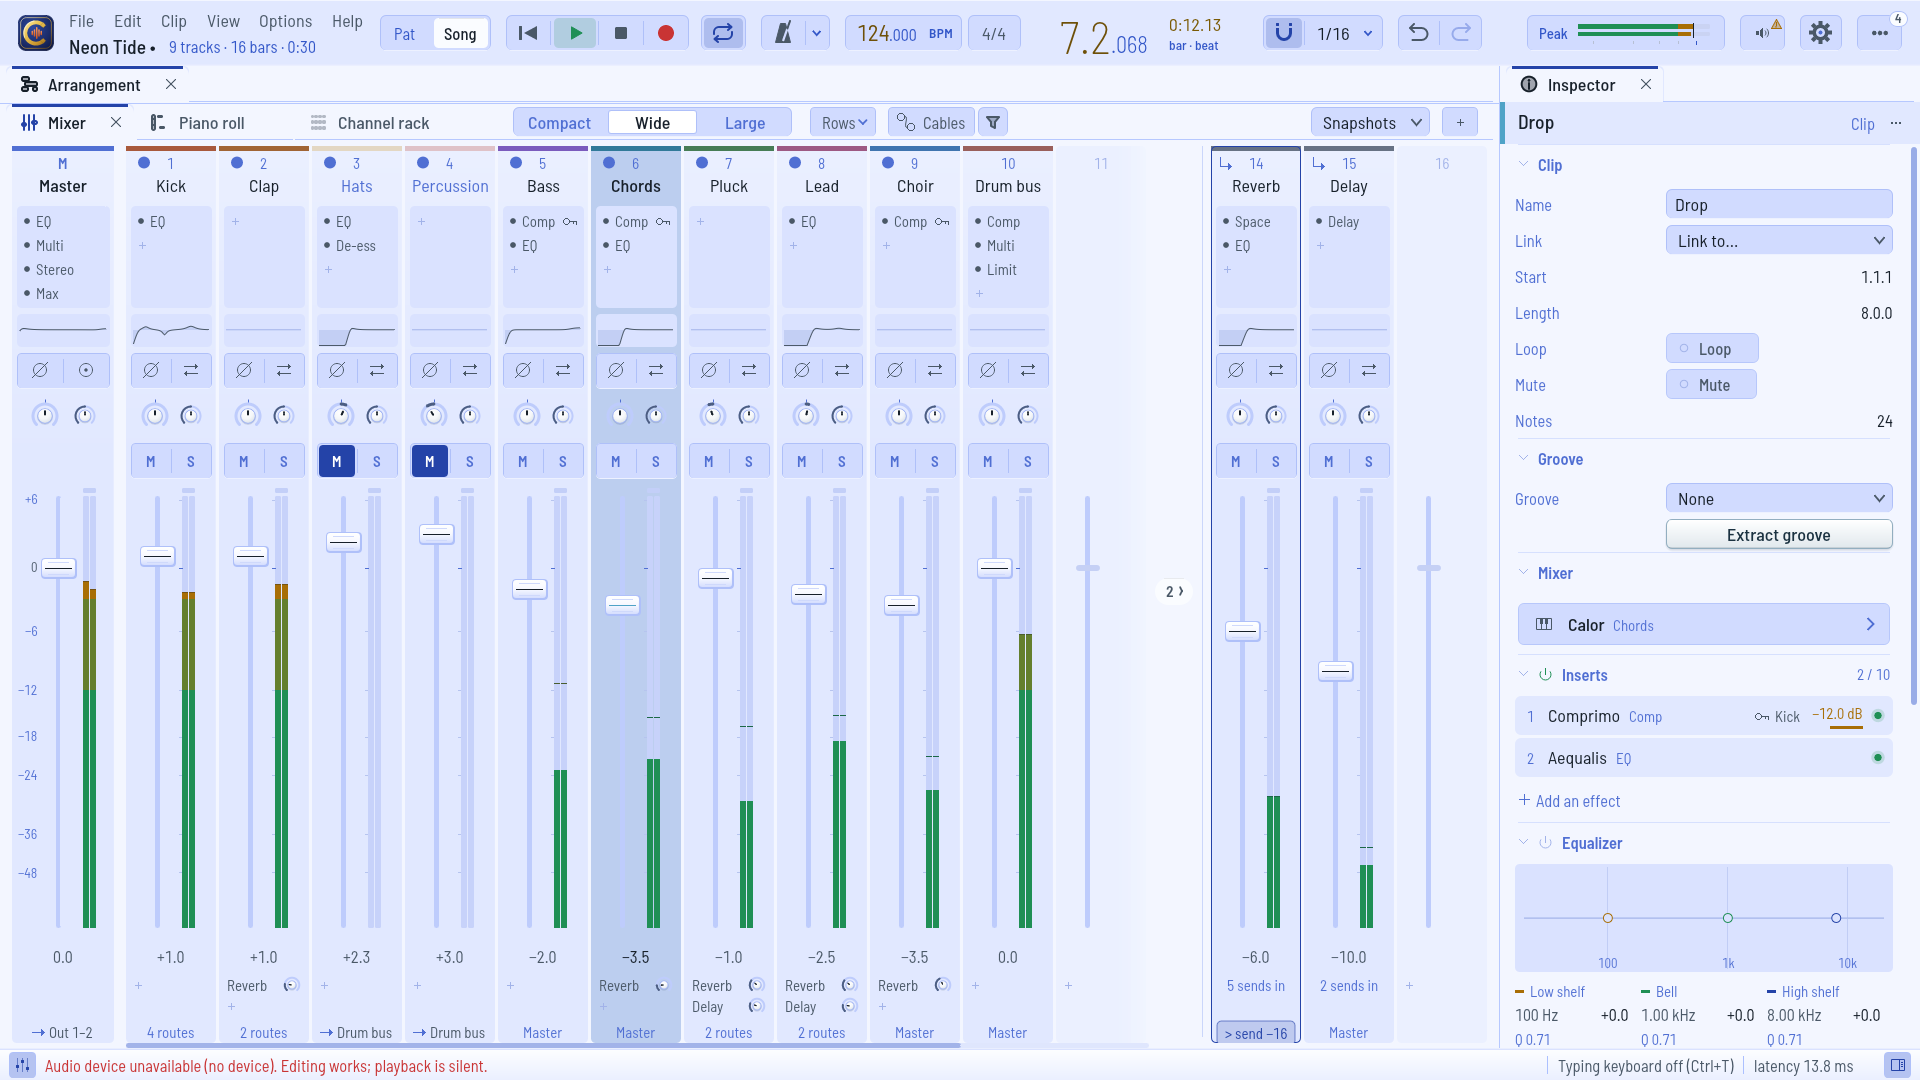 File Edit Clip View Options Help
Neon Tide • 9 tracks · 16 bars · 0:30
Pat Song
124.000 BPM 4/4
7.2.068
0:12.13
bar · beat
1/16
Peak
4
Arrangement
Inspector
Mixer Piano roll Channel rack
Compact Wide Large Rows Cables Snapshots +
M 1 2 3 4 5 6 7 8 9 10 11 14 15 16
Master Kick Clap Hats Percussion Bass Chords Pluck Lead Choir Drum bus Reverb Delay
EQ EQ + EQ + Comp Comp + EQ Comp Comp Space Delay
Multi + De-ess EQ EQ + + Multi EQ +
Stereo + + + Limit +
Max +
M S M S M S M S M S M S M S M S M S M S M S M S
+6
0
−6
−12
−18
−24
−36
−48
2
0.0 +1.0 +1.0 +2.3 +3.0 −2.0 −3.5 −1.0 −2.5 −3.5 0.0 −6.0 −10.0
+ Reverb + + + Reverb Reverb Reverb Reverb + + 5 sends in 2 sends in +
+ + Delay Delay +
Out 1–2 4 routes 2 routes Drum bus Drum bus Master Master 2 routes 2 routes Master Master > send −16 Master
Drop Clip
Clip
Name Drop
Link Link to...
Start 1.1.1
Length 8.0.0
Loop Loop
Mute Mute
Notes 24
Groove
Groove None
Extract groove
Mixer
Calor Chords
Inserts 2 / 10
1 Comprimo Comp Kick −12.0 dB
2 Aequalis EQ
+ Add an effect
Equalizer
100 1k 10k
Low shelf Bell High shelf
100 Hz +0.0 1.00 kHz +0.0 8.00 kHz +0.0
Q 0.71 Q 0.71 Q 0.71
Audio device unavailable (no device). Editing works; playback is silent.
Typing keyboard off (Ctrl+T) latency 13.8 ms